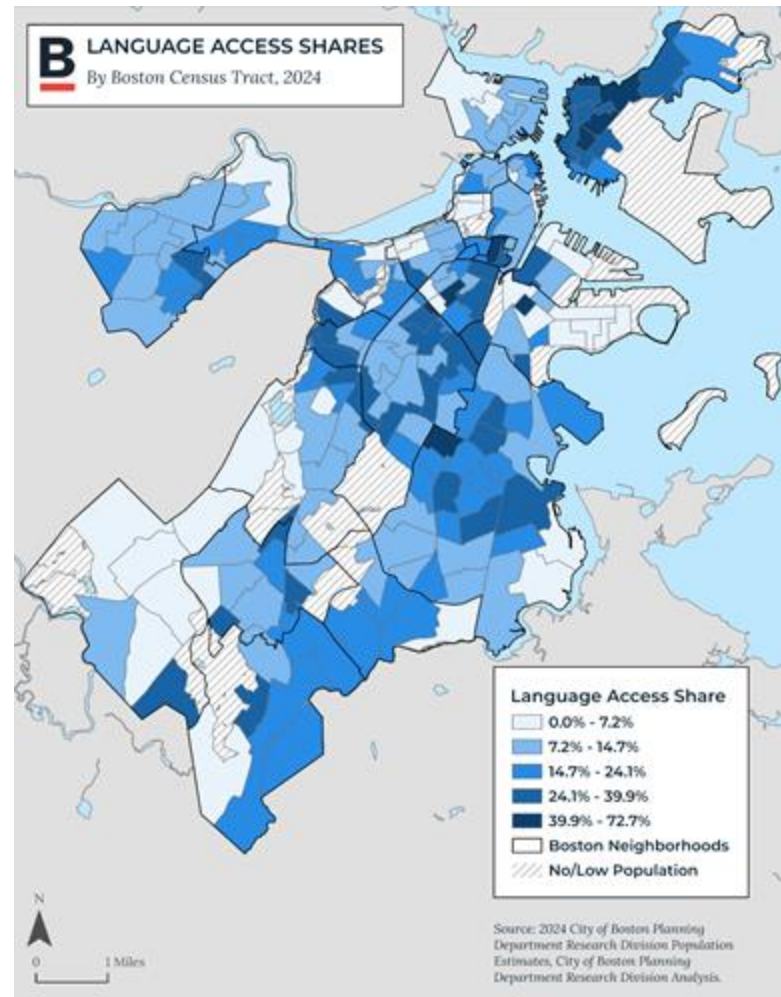 B
LANGUAGE ACCESS SHARES
By Boston Census Tract, 2024
Language Access Share
0.0% - 7.2%
7.2% - 14.7%
14.7% - 24.1%
24.1% - 39.9%
39.9% - 72.7%
Boston Neighborhoods
No/Low Population
N
0 1 Miles
Source: 2024 City of Boston Planning
Department Research Division Population
Estimates, City of Boston Planning
Department Research Division Analysis.